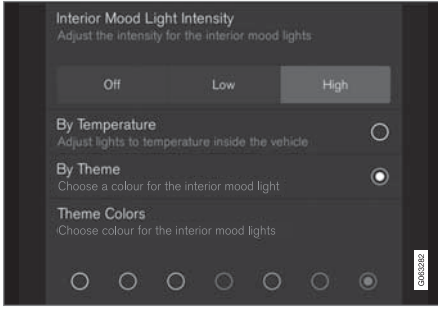 Interior Mood Light Intensity
Adjust the intensity for the interior mood lights
Off Low High
By Temperature
Adjust lights to temperature inside the vehicle
By Theme
Choose a colour for the interior mood light
Theme Colors
Choose colour for the interior mood lights
G063282